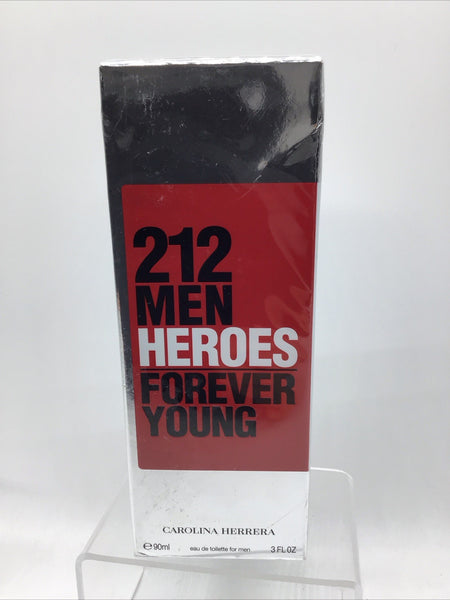 212
MEN
HEROES
FOREVER
YOUNG
CAROLINA HERRERA
℮90ml eau de toilette for men 3 FL OZ